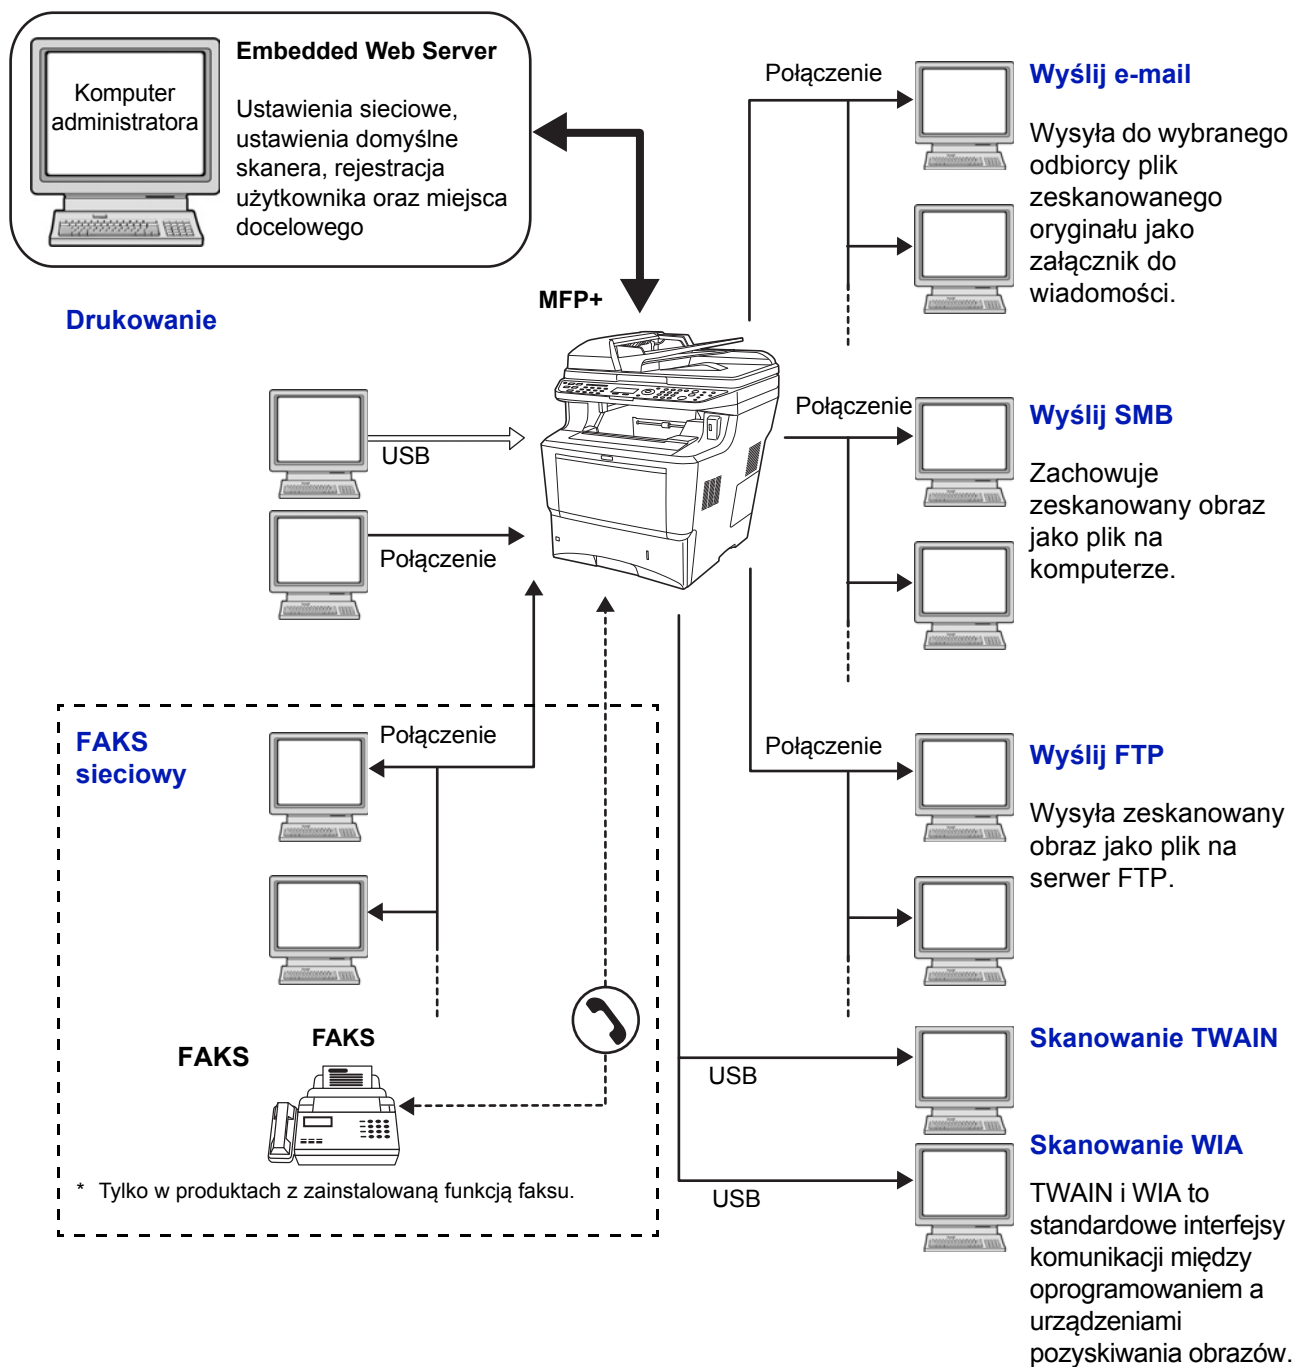 Embedded Web Server
Komputer
administratora
Ustawienia sieciowe,
ustawienia domyślne
skanera, rejestracja
użytkownika oraz miejsca
docelowego
Połączenie
Wyślij e-mail
Wysyła do wybranego
odbiorcy plik
zeskanowanego
oryginału jako
załącznik do
wiadomości.
MFP+
Drukowanie
USB
Połączenie
Połączenie
Wyślij SMB
Zachowuje
zeskanowany obraz
jako plik na
komputerze.
FAKS
sieciowy
Połączenie
Połączenie
Wyślij FTP
Wysyła zeskanowany
obraz jako plik na
serwer FTP.
FAKS
FAKS
* Tylko w produktach z zainstalowaną funkcją faksu.
USB
Skanowanie TWAIN
USB
Skanowanie WIA
TWAIN i WIA to
standardowe interfejsy
komunikacji między
oprogramowaniem a
urządzeniami
pozyskiwania obrazów.